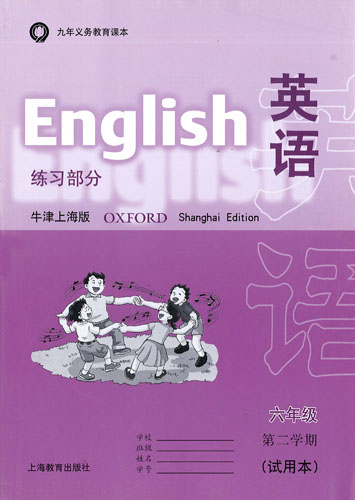 九年义务教育课本
English
英语
练习部分
牛津上海版 OXFORD Shanghai Edition
六年级
学校
第二学期
班级
姓名
(试用本)
学号
上海教育出版社